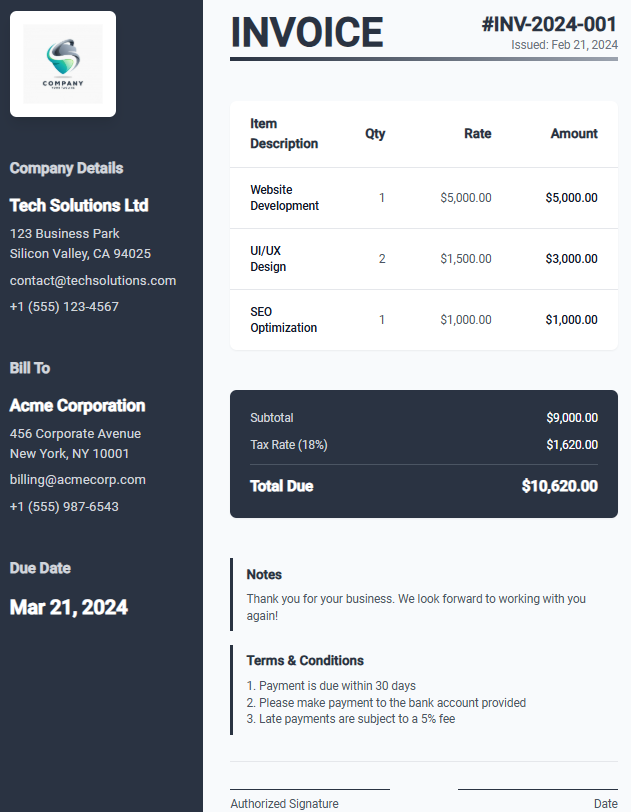 COMPANY
Company Details
Tech Solutions Ltd
123 Business Park
Silicon Valley, CA 94025
contact@techsolutions.com
+1 (555) 123-4567
Bill To
Acme Corporation
456 Corporate Avenue
New York, NY 10001
billing@acmecorp.com
+1 (555) 987-6543
Due Date
Mar 21, 2024
INVOICE
#INV-2024-001
Issued: Feb 21, 2024
Item Description Qty Rate Amount
Website Development 1 $5,000.00 $5,000.00
UI/UX Design 2 $1,500.00 $3,000.00
SEO Optimization 1 $1,000.00 $1,000.00
Subtotal $9,000.00
Tax Rate (18%) $1,620.00
Total Due $10,620.00
Notes
Thank you for your business. We look forward to working with you
again!
Terms & Conditions
1. Payment is due within 30 days
2. Please make payment to the bank account provided
3. Late payments are subject to a 5% fee
Authorized Signature Date